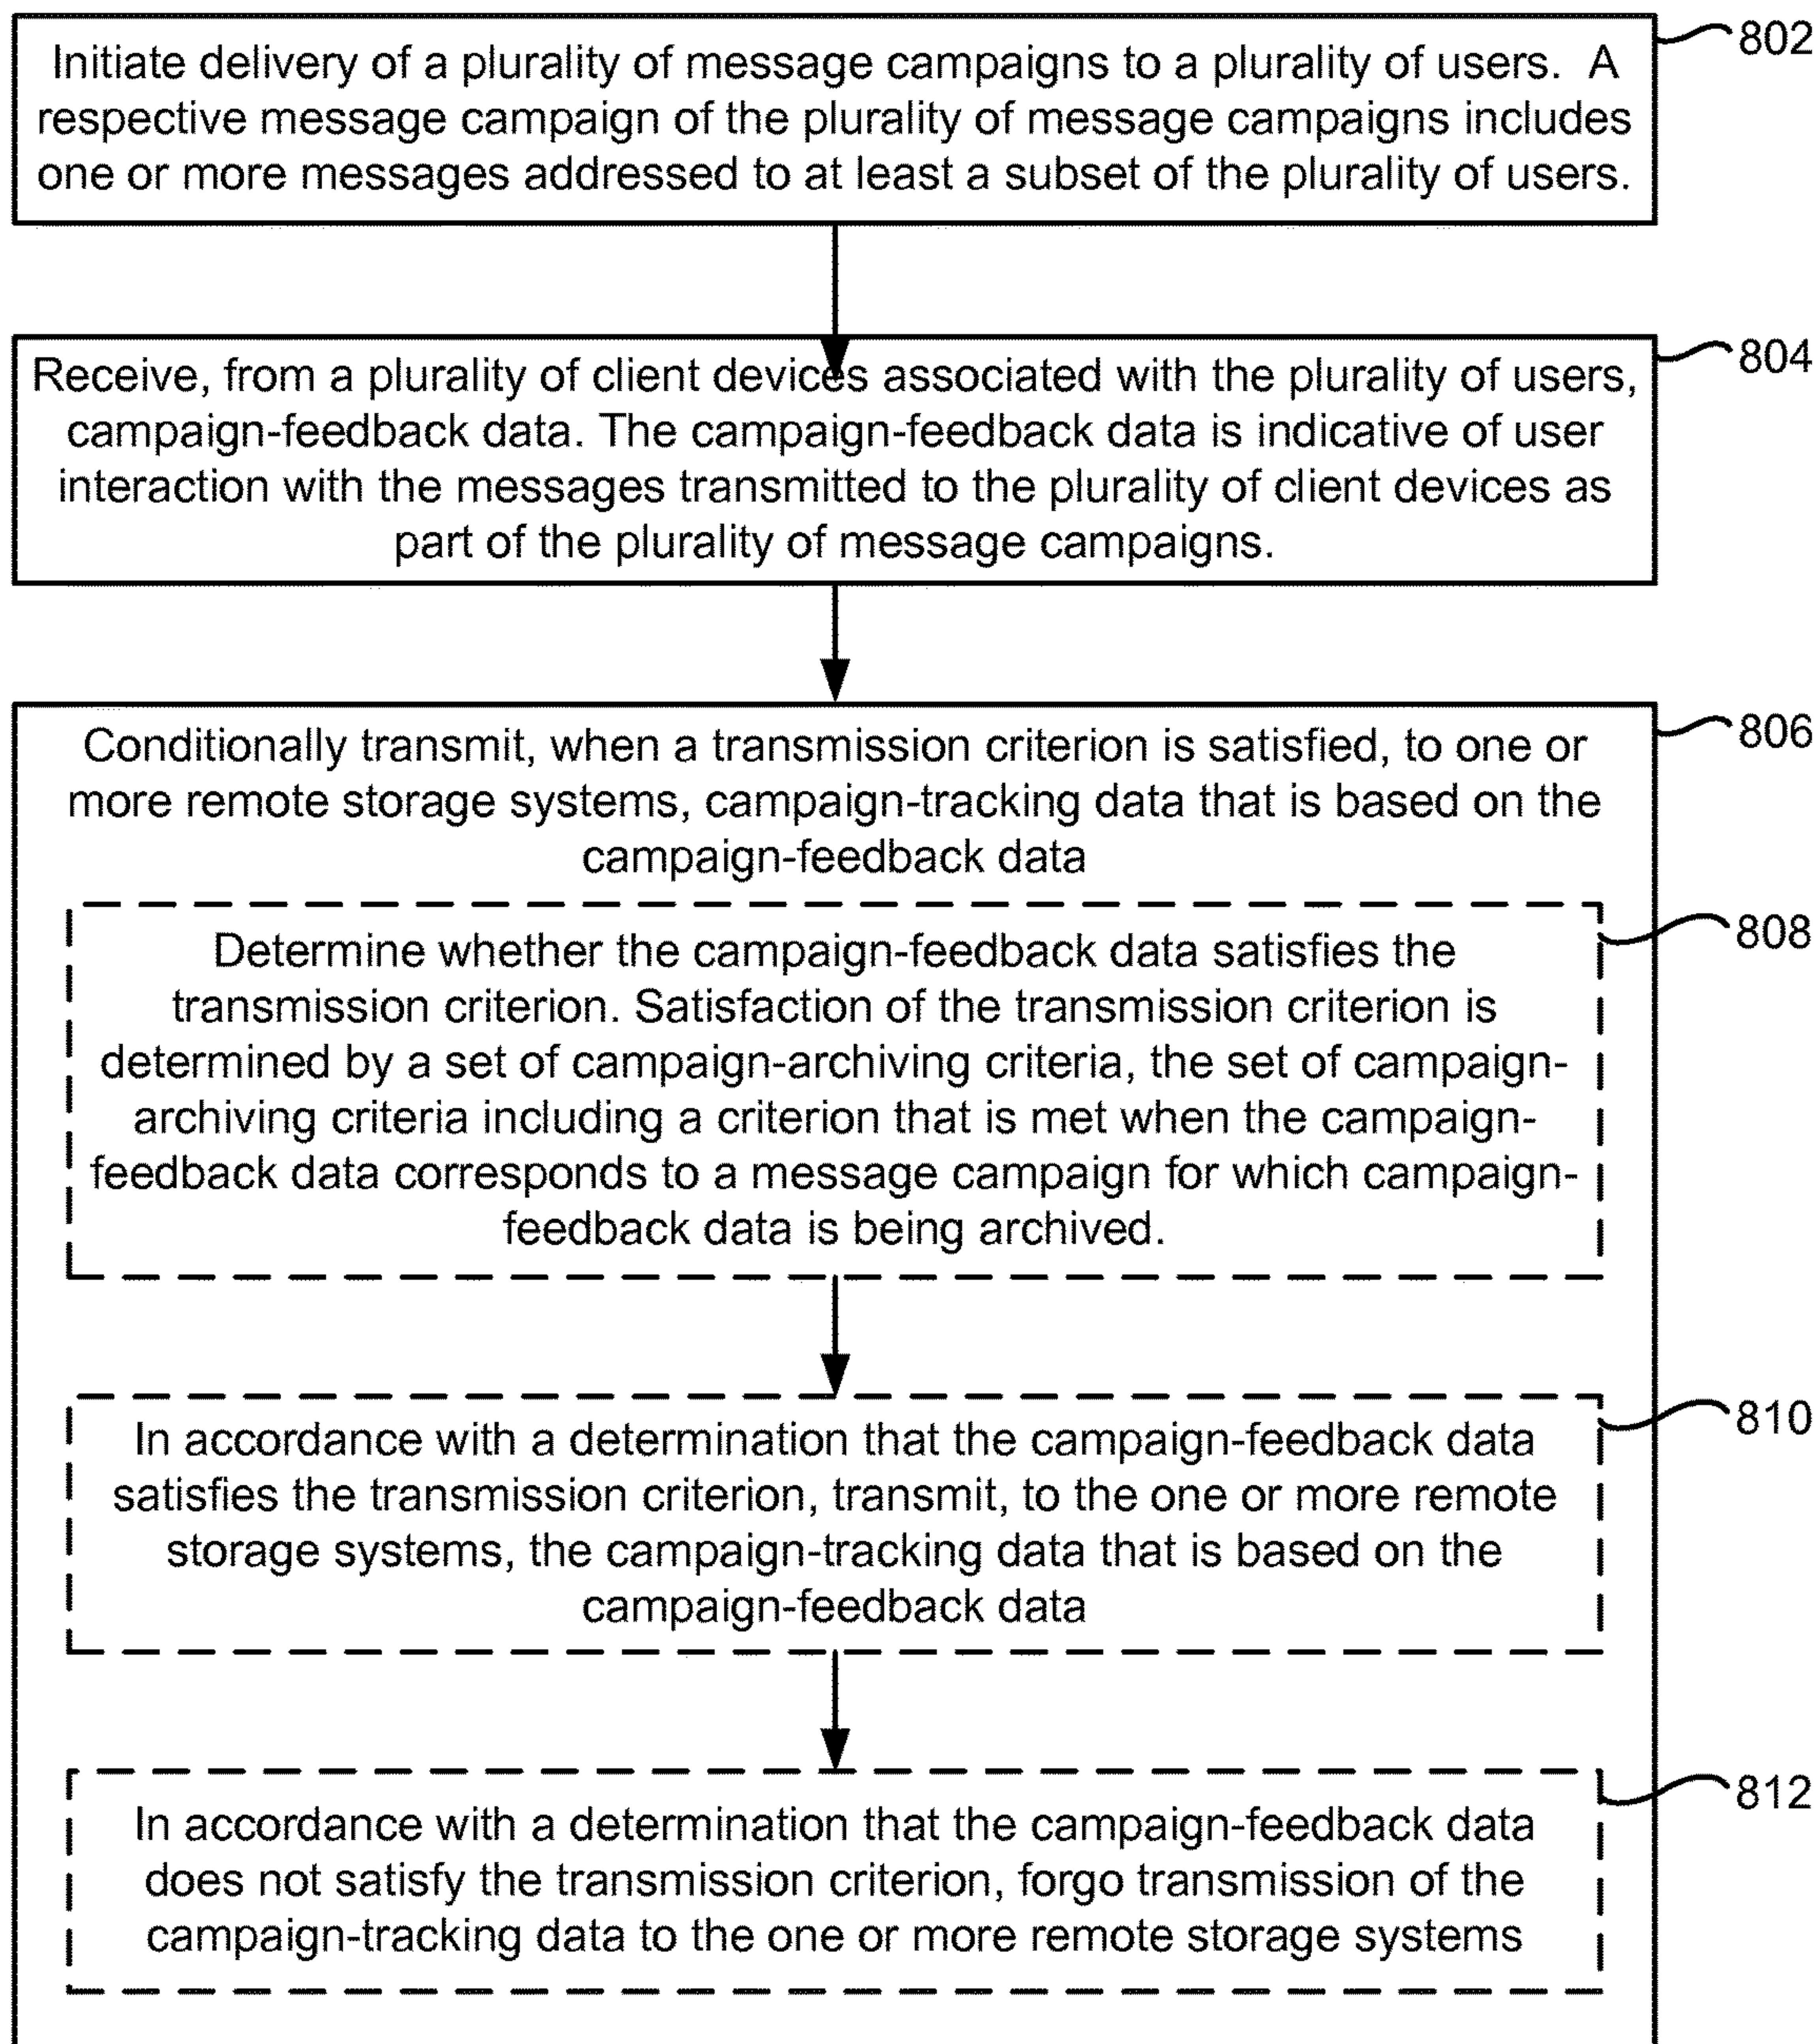 Initiate delivery of a plurality of message campaigns to a plurality of users. A
respective message campaign of the plurality of message campaigns includes
one or more messages addressed to at least a subset of the plurality of users.
802
Receive, from a plurality of client devices associated with the plurality of users,
campaign-feedback data. The campaign-feedback data is indicative of user
interaction with the messages transmitted to the plurality of client devices as
part of the plurality of message campaigns.
804
Conditionally transmit, when a transmission criterion is satisfied, to one or
more remote storage systems, campaign-tracking data that is based on the
campaign-feedback data
806
Determine whether the campaign-feedback data satisfies the
transmission criterion. Satisfaction of the transmission criterion is
determined by a set of campaign-archiving criteria, the set of campaign-
archiving criteria including a criterion that is met when the campaign-
feedback data corresponds to a message campaign for which campaign-
feedback data is being archived.
808
In accordance with a determination that the campaign-feedback data
satisfies the transmission criterion, transmit, to the one or more remote
storage systems, the campaign-tracking data that is based on the
campaign-feedback data
810
In accordance with a determination that the campaign-feedback data
does not satisfy the transmission criterion, forgo transmission of the
campaign-tracking data to the one or more remote storage systems
812